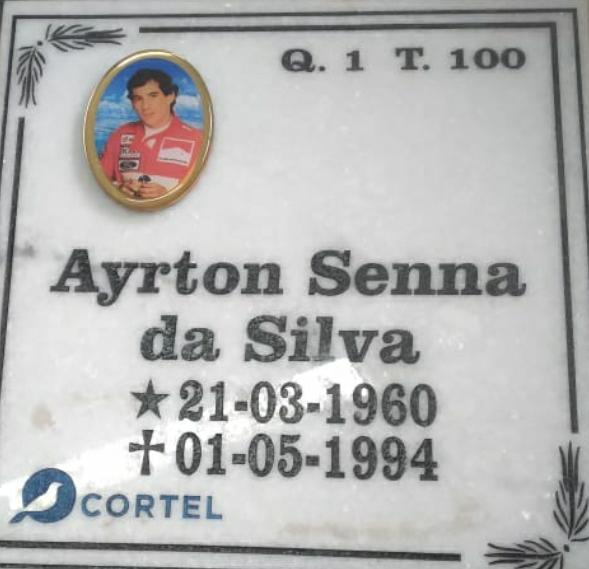 Q. 1 T. 100
Ayrton Senna
da Silva
★ 21-03-1960
✝ 01-05-1994
CORTEL